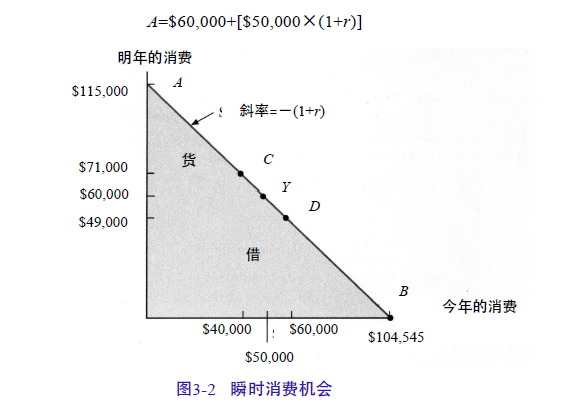 A=$60,000+[$50,000×(1+r)]
明年的消费
$115,000
A
斜率=－(1+r)
货
$71,000
C
$60,000
Y
$49,000
D
借
B
今年的消费
$40,000
$60,000
$104,545
$50,000
图3-2 瞬时消费机会